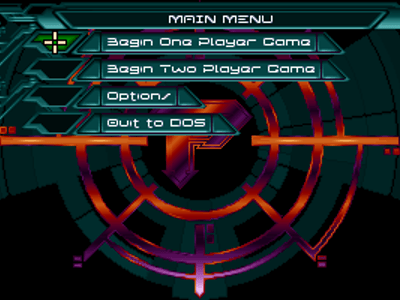 MAIN MENU
Begin One Player Game
Begin Two Player Game
Options
Quit to DOS